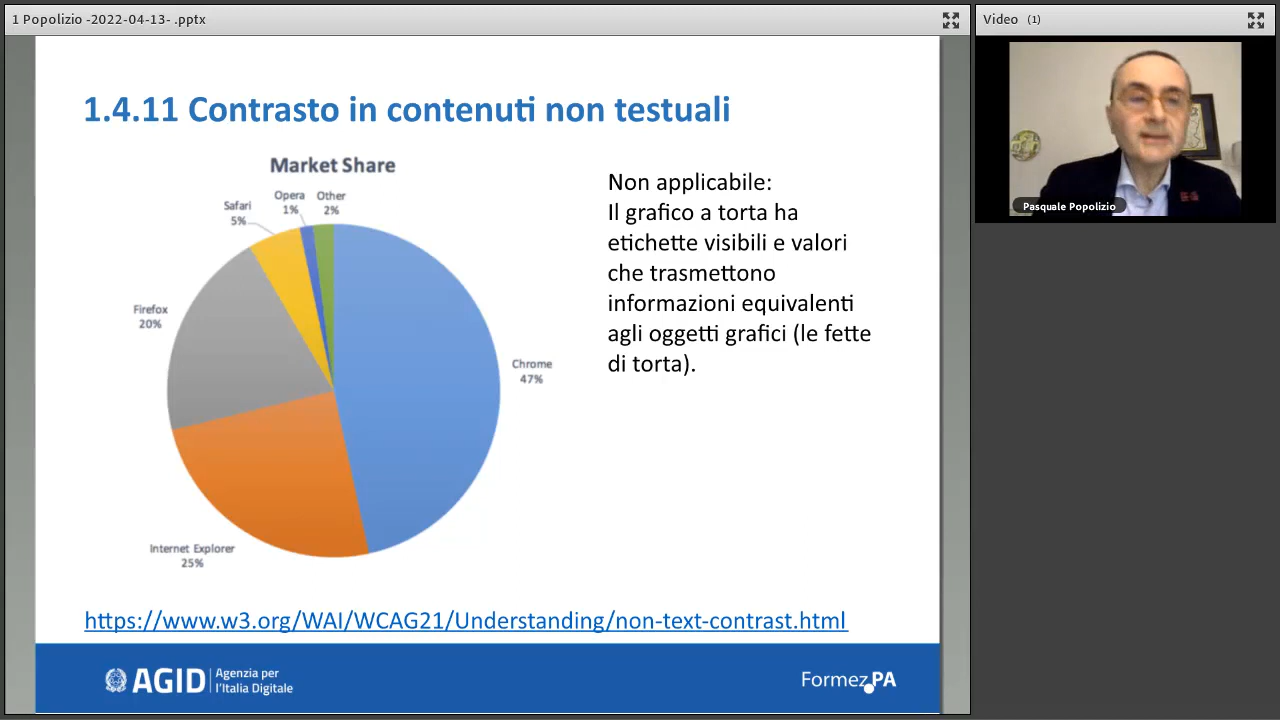 1 Popolizio -2022-04-13- .pptx
Video (1)
1.4.11 Contrasto in contenuti non testuali
Market Share
Opera
1%
Other
2%
Safari
5%
Firefox
20%
Chrome
47%
Internet Explorer
25%
Non applicabile:
Il grafico a torta ha
etichette visibili e valori
che trasmettono
informazioni equivalenti
agli oggetti grafici (le fette
di torta).
https://www.w3.org/WAI/WCAG21/Understanding/non-text-contrast.html
AGID
Agenzia per
l'Italia Digitale
Formez PA
Pasquale Popolizio